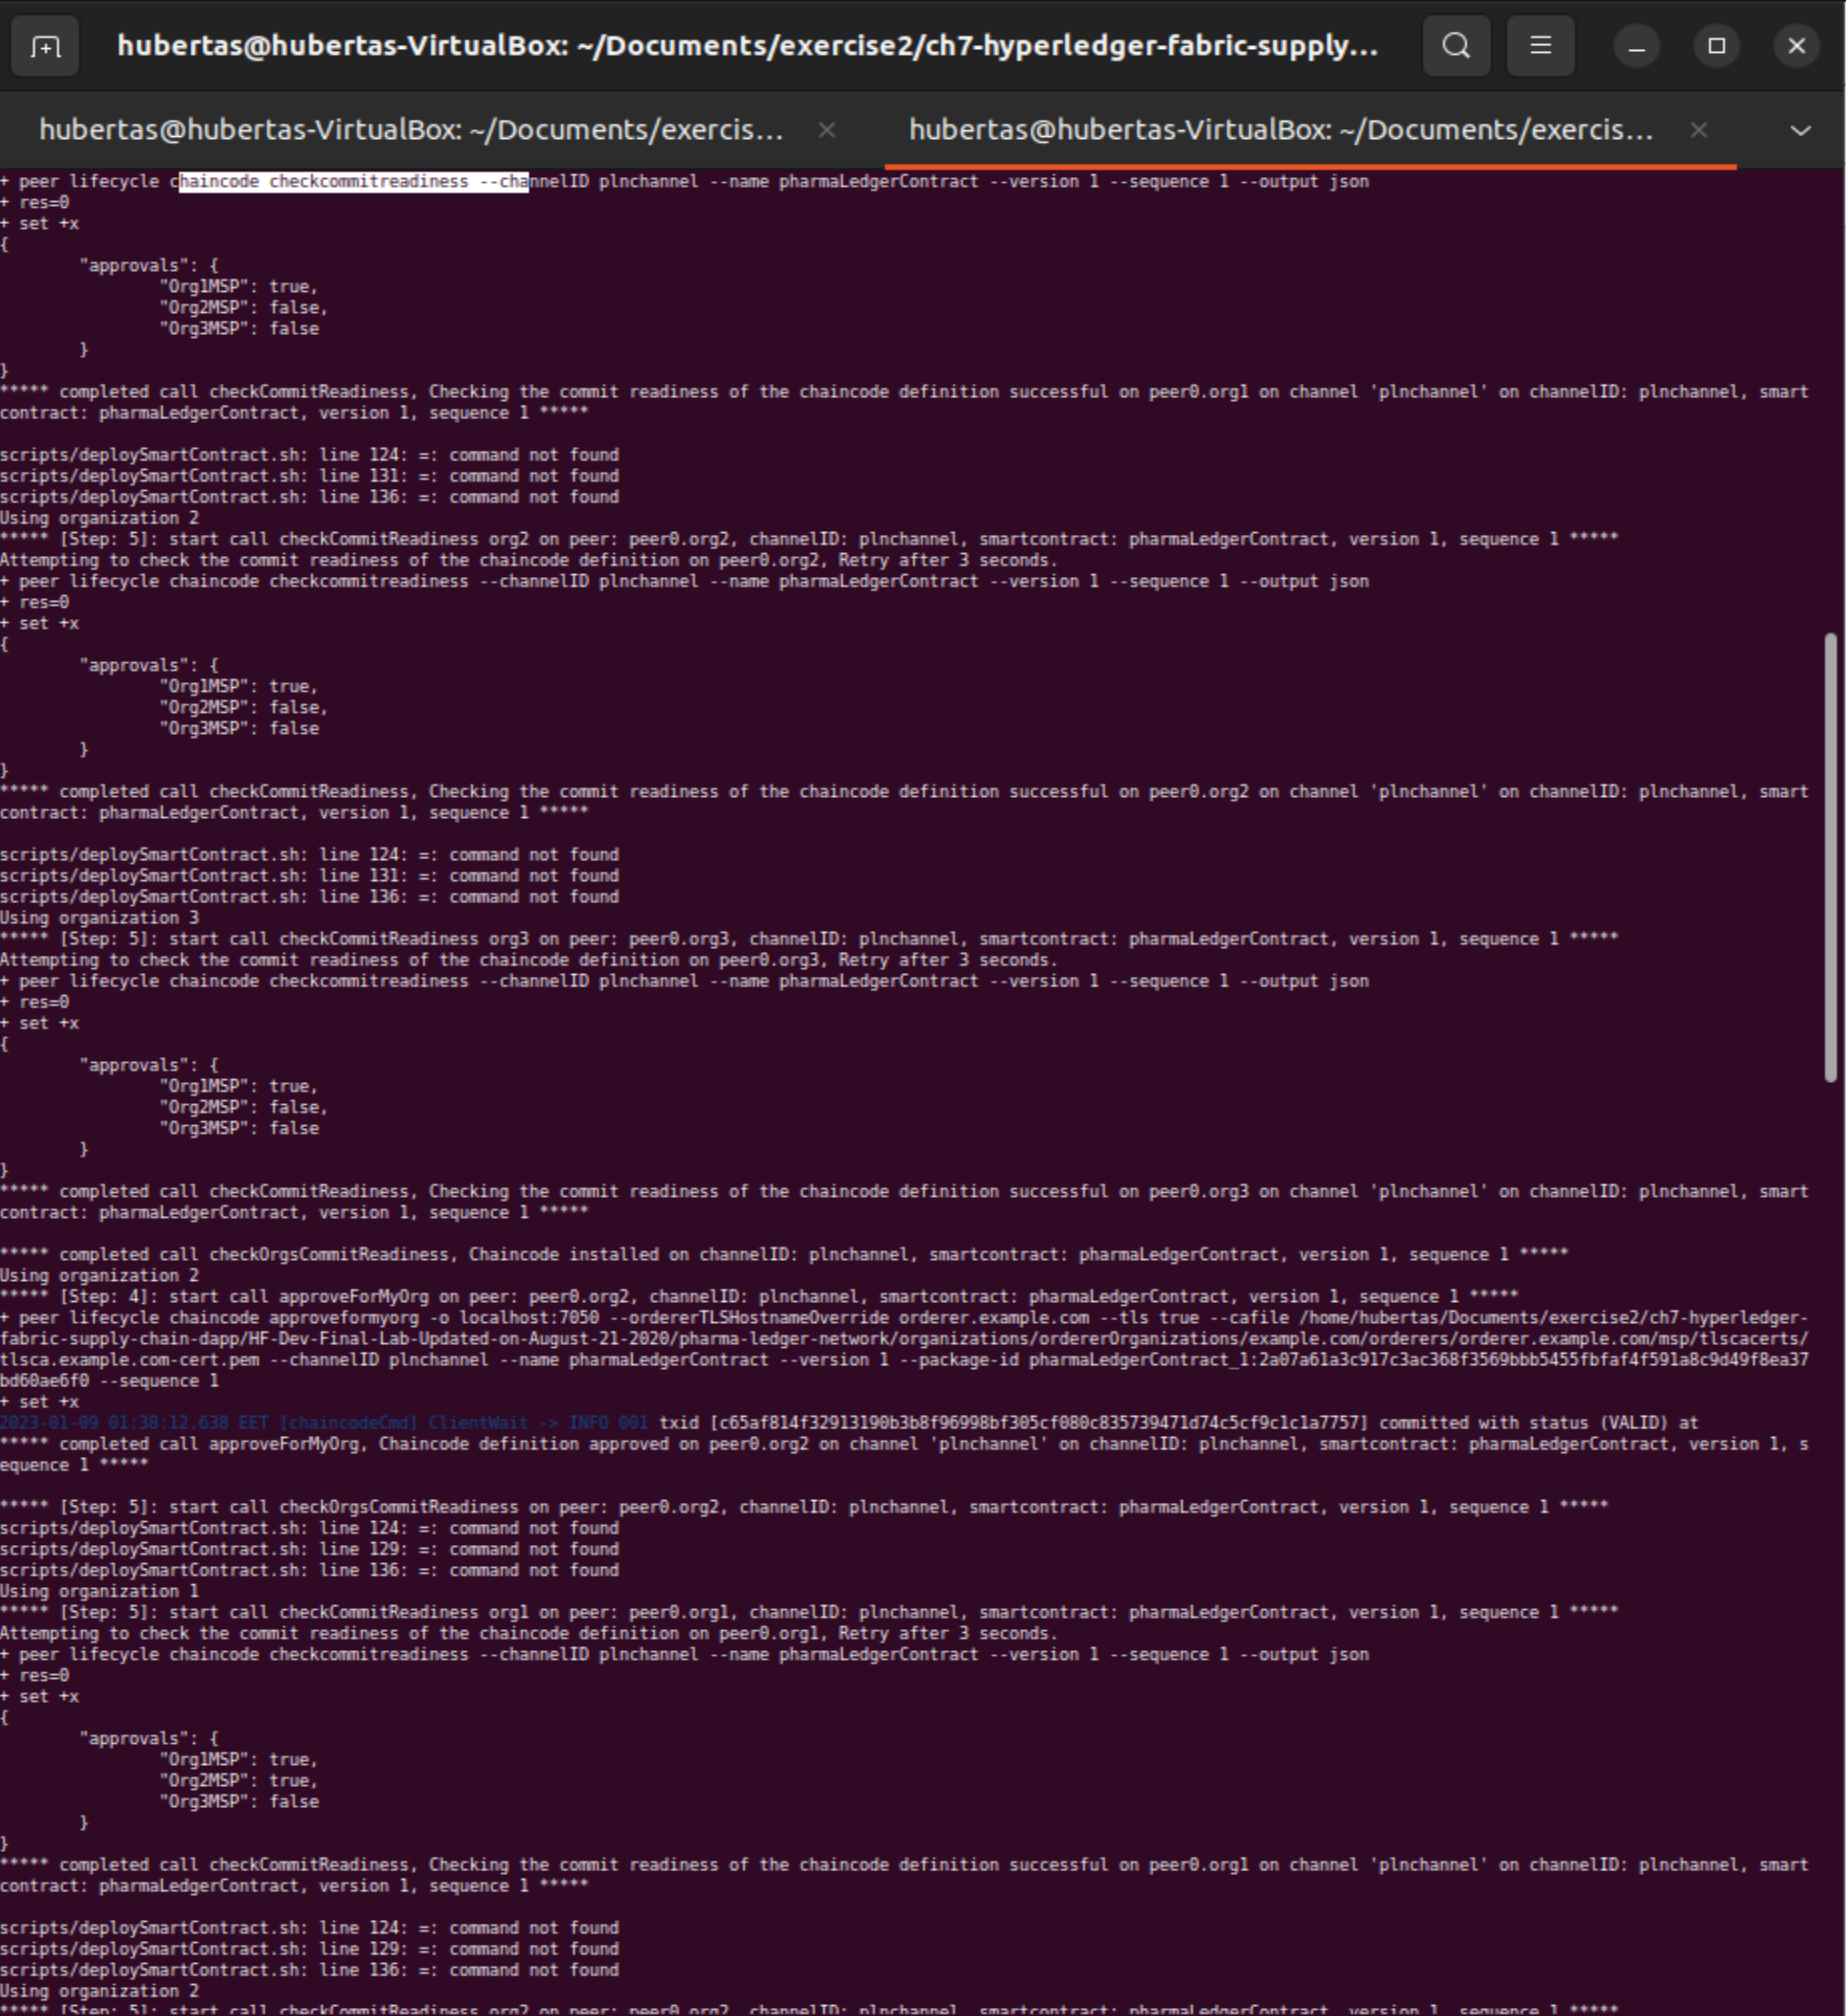 hubertas@hubertas-VirtualBox: ~/Documents/exercise2/ch7-hyperledger-fabric-supply...
hubertas@hubertas-VirtualBox: ~/Documents/exercis...
hubertas@hubertas-VirtualBox: ~/Documents/exercis...
+ peer lifecycle chaincode checkcommitreadiness --channelID plnchannel --name pharmaLedgerContract --version 1 --sequence 1 --output json
+ res=0
+ set +x
{
"approvals": {
"Org1MSP": true,
"Org2MSP": false,
"Org3MSP": false
}
}
***** completed call checkCommitReadiness, Checking the commit readiness of the chaincode definition successful on peer0.org1 on channel 'plnchannel' on channelID: plnchannel, smart
contract: pharmaLedgerContract, version 1, sequence 1 *****
scripts/deploySmartContract.sh: line 124: =: command not found
scripts/deploySmartContract.sh: line 131: =: command not found
scripts/deploySmartContract.sh: line 136: =: command not found
Using organization 2
***** [Step: 5]: start call checkCommitReadiness org2 on peer: peer0.org2, channelID: plnchannel, smartcontract: pharmaLedgerContract, version 1, sequence 1 *****
Attempting to check the commit readiness of the chaincode definition on peer0.org2, Retry after 3 seconds.
+ peer lifecycle chaincode checkcommitreadiness --channelID plnchannel --name pharmaLedgerContract --version 1 --sequence 1 --output json
+ res=0
+ set +x
{
"approvals": {
"Org1MSP": true,
"Org2MSP": false,
"Org3MSP": false
}
}
***** completed call checkCommitReadiness, Checking the commit readiness of the chaincode definition successful on peer0.org2 on channel 'plnchannel' on channelID: plnchannel, smart
contract: pharmaLedgerContract, version 1, sequence 1 *****
scripts/deploySmartContract.sh: line 124: =: command not found
scripts/deploySmartContract.sh: line 131: =: command not found
scripts/deploySmartContract.sh: line 136: =: command not found
Using organization 3
***** [Step: 5]: start call checkCommitReadiness org3 on peer: peer0.org3, channelID: plnchannel, smartcontract: pharmaLedgerContract, version 1, sequence 1 *****
Attempting to check the commit readiness of the chaincode definition on peer0.org3, Retry after 3 seconds.
+ peer lifecycle chaincode checkcommitreadiness --channelID plnchannel --name pharmaLedgerContract --version 1 --sequence 1 --output json
+ res=0
+ set +x
{
"approvals": {
"Org1MSP": true,
"Org2MSP": false,
"Org3MSP": false
}
}
***** completed call checkCommitReadiness, Checking the commit readiness of the chaincode definition successful on peer0.org3 on channel 'plnchannel' on channelID: plnchannel, smart
contract: pharmaLedgerContract, version 1, sequence 1 *****
***** completed call checkOrgsCommitReadiness, Chaincode installed on channelID: plnchannel, smartcontract: pharmaLedgerContract, version 1, sequence 1 *****
Using organization 2
***** [Step: 4]: start call approveForMyOrg on peer: peer0.org2, channelID: plnchannel, smartcontract: pharmaLedgerContract, version 1, sequence 1 *****
+ peer lifecycle chaincode approveformyorg -o localhost:7050 --ordererTLSHostnameOverride orderer.example.com --tls true --cafile /home/hubertas/Documents/exercise2/ch7-hyperledger-
fabric-supply-chain-dapp/HF-Dev-Final-Lab-Updated-on-August-21-2020/pharma-ledger-network/organizations/ordererOrganizations/example.com/orderers/orderer.example.com/msp/tlscacerts/
tlsca.example.com-cert.pem --channelID plnchannel --name pharmaLedgerContract --version 1 --package-id pharmaLedgerContract_1:2a07a61a3c917c3ac368f3569bbb5455fbfaf4f591a8c9d49f8ea37
bd60ae6f0 --sequence 1
+ set +x
2023-01-09 01:38:12.638 EET [chaincodeCmd] ClientWait -> INFO 001 txid [c65af814f32913190b3b8f96998bf305cf080c835739471d74c5cf9c1c1a7757] committed with status (VALID) at
***** completed call approveForMyOrg, Chaincode definition approved on peer0.org2 on channel 'plnchannel' on channelID: plnchannel, smartcontract: pharmaLedgerContract, version 1, s
equence 1 *****
***** [Step: 5]: start call checkOrgsCommitReadiness on peer: peer0.org2, channelID: plnchannel, smartcontract: pharmaLedgerContract, version 1, sequence 1 *****
scripts/deploySmartContract.sh: line 124: =: command not found
scripts/deploySmartContract.sh: line 129: =: command not found
scripts/deploySmartContract.sh: line 136: =: command not found
Using organization 1
***** [Step: 5]: start call checkCommitReadiness org1 on peer: peer0.org1, channelID: plnchannel, smartcontract: pharmaLedgerContract, version 1, sequence 1 *****
Attempting to check the commit readiness of the chaincode definition on peer0.org1, Retry after 3 seconds.
+ peer lifecycle chaincode checkcommitreadiness --channelID plnchannel --name pharmaLedgerContract --version 1 --sequence 1 --output json
+ res=0
+ set +x
{
"approvals": {
"Org1MSP": true,
"Org2MSP": true,
"Org3MSP": false
}
}
***** completed call checkCommitReadiness, Checking the commit readiness of the chaincode definition successful on peer0.org1 on channel 'plnchannel' on channelID: plnchannel, smart
contract: pharmaLedgerContract, version 1, sequence 1 *****
scripts/deploySmartContract.sh: line 124: =: command not found
scripts/deploySmartContract.sh: line 129: =: command not found
scripts/deploySmartContract.sh: line 136: =: command not found
Using organization 2
***** [Step: 5]: start call checkCommitReadiness org2 on peer: peer0.org2, channelID: plnchannel, smartcontract: pharmaLedgerContract, version 1, sequence 1 *****